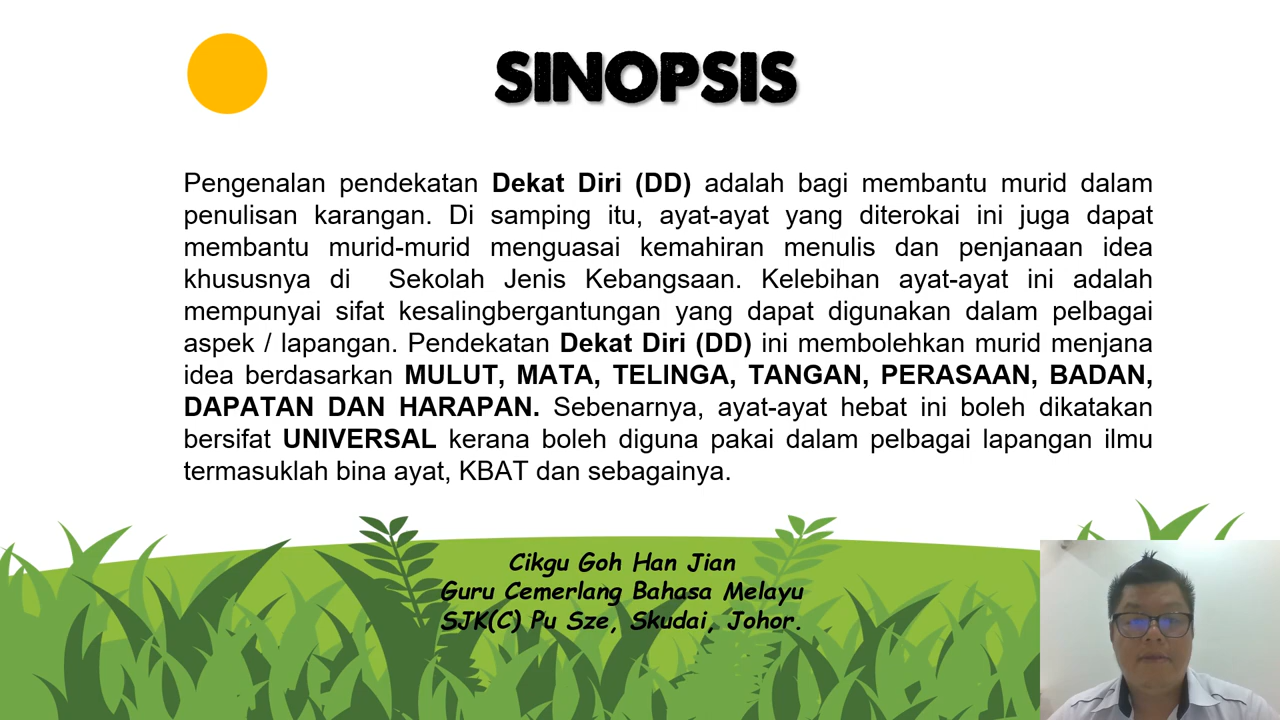 SINOPSIS
Pengenalan pendekatan Dekat Diri (DD) adalah bagi membantu murid dalam
penulisan karangan. Di samping itu, ayat-ayat yang diterokai ini juga dapat
membantu murid-murid menguasai kemahiran menulis dan penjanaan idea
khususnya di Sekolah Jenis Kebangsaan. Kelebihan ayat-ayat ini adalah
mempunyai sifat kesalingbergantungan yang dapat digunakan dalam pelbagai
aspek / lapangan. Pendekatan Dekat Diri (DD) ini membolehkan murid menjana
idea berdasarkan MULUT, MATA, TELINGA, TANGAN, PERASAAN, BADAN,
DAPATAN DAN HARAPAN. Sebenarnya, ayat-ayat hebat ini boleh dikatakan
bersifat UNIVERSAL kerana boleh diguna pakai dalam pelbagai lapangan ilmu
termasuklah bina ayat, KBAT dan sebagainya.
Cikgu Goh Han Jian
Guru Cemerlang Bahasa Melayu
SJK(C) Pu Sze, Skudai, Johor.